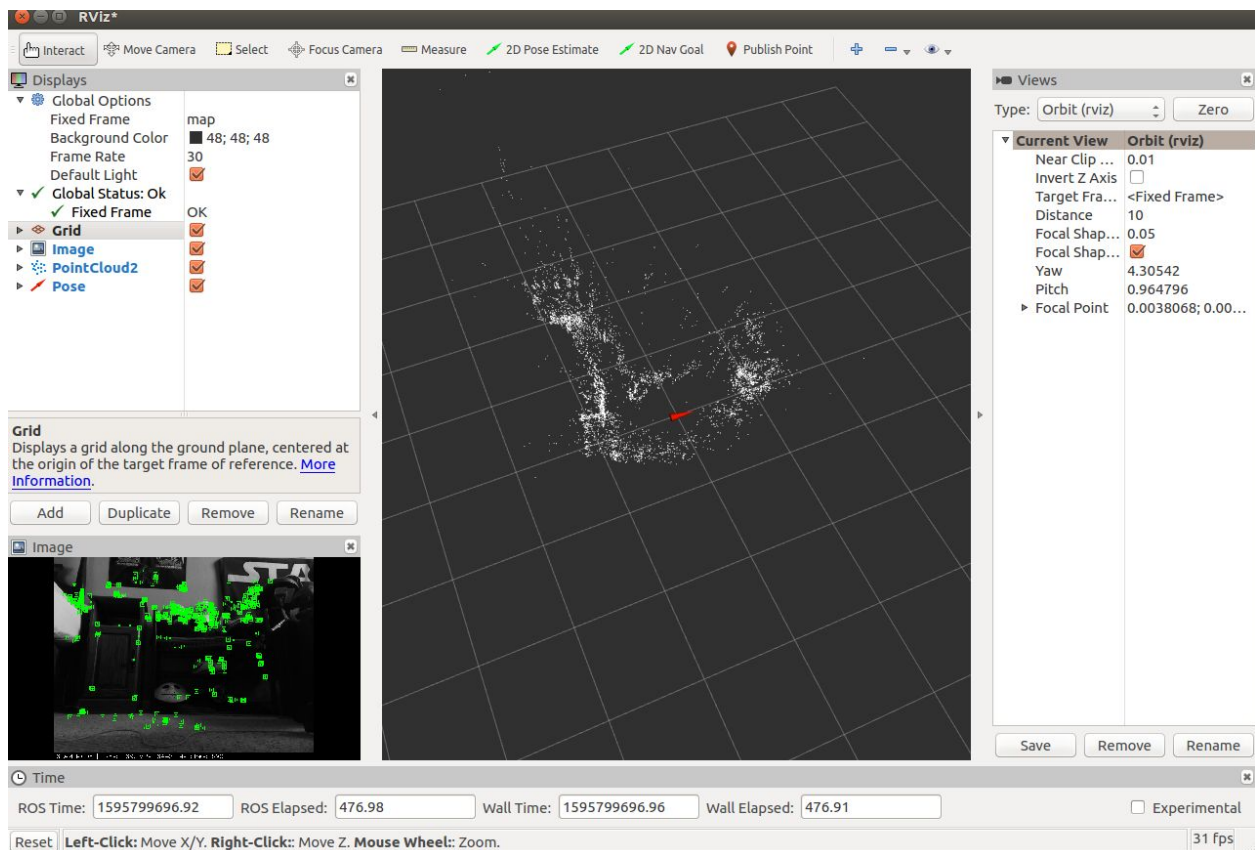 RViz*
Interact Move Camera Select Focus Camera Measure 2D Pose Estimate 2D Nav Goal Publish Point
Displays
Global Options
Fixed Frame map
Background Color 48; 48; 48
Frame Rate 30
Default Light
Global Status: Ok
Fixed Frame OK
Grid
Image
PointCloud2
Pose
Grid
Displays a grid along the ground plane, centered at
the origin of the target frame of reference. More
Information.
Add Duplicate Remove Rename
Image
STA
Views
Type: Orbit (rviz) Zero
Current View Orbit (rviz)
Near Clip ... 0.01
Invert Z Axis
Target Fra... <Fixed Frame>
Distance 10
Focal Shap... 0.05
Focal Shap...
Yaw 4.30542
Pitch 0.964796
Focal Point 0.0038068; 0.00...
Save Remove Rename
Time
ROS Time: 1595799696.92 ROS Elapsed: 476.98 Wall Time: 1595799696.96 Wall Elapsed: 476.91 Experimental
Reset Left-Click: Move X/Y. Right-Click:: Move Z. Mouse Wheel:: Zoom. 31 fps